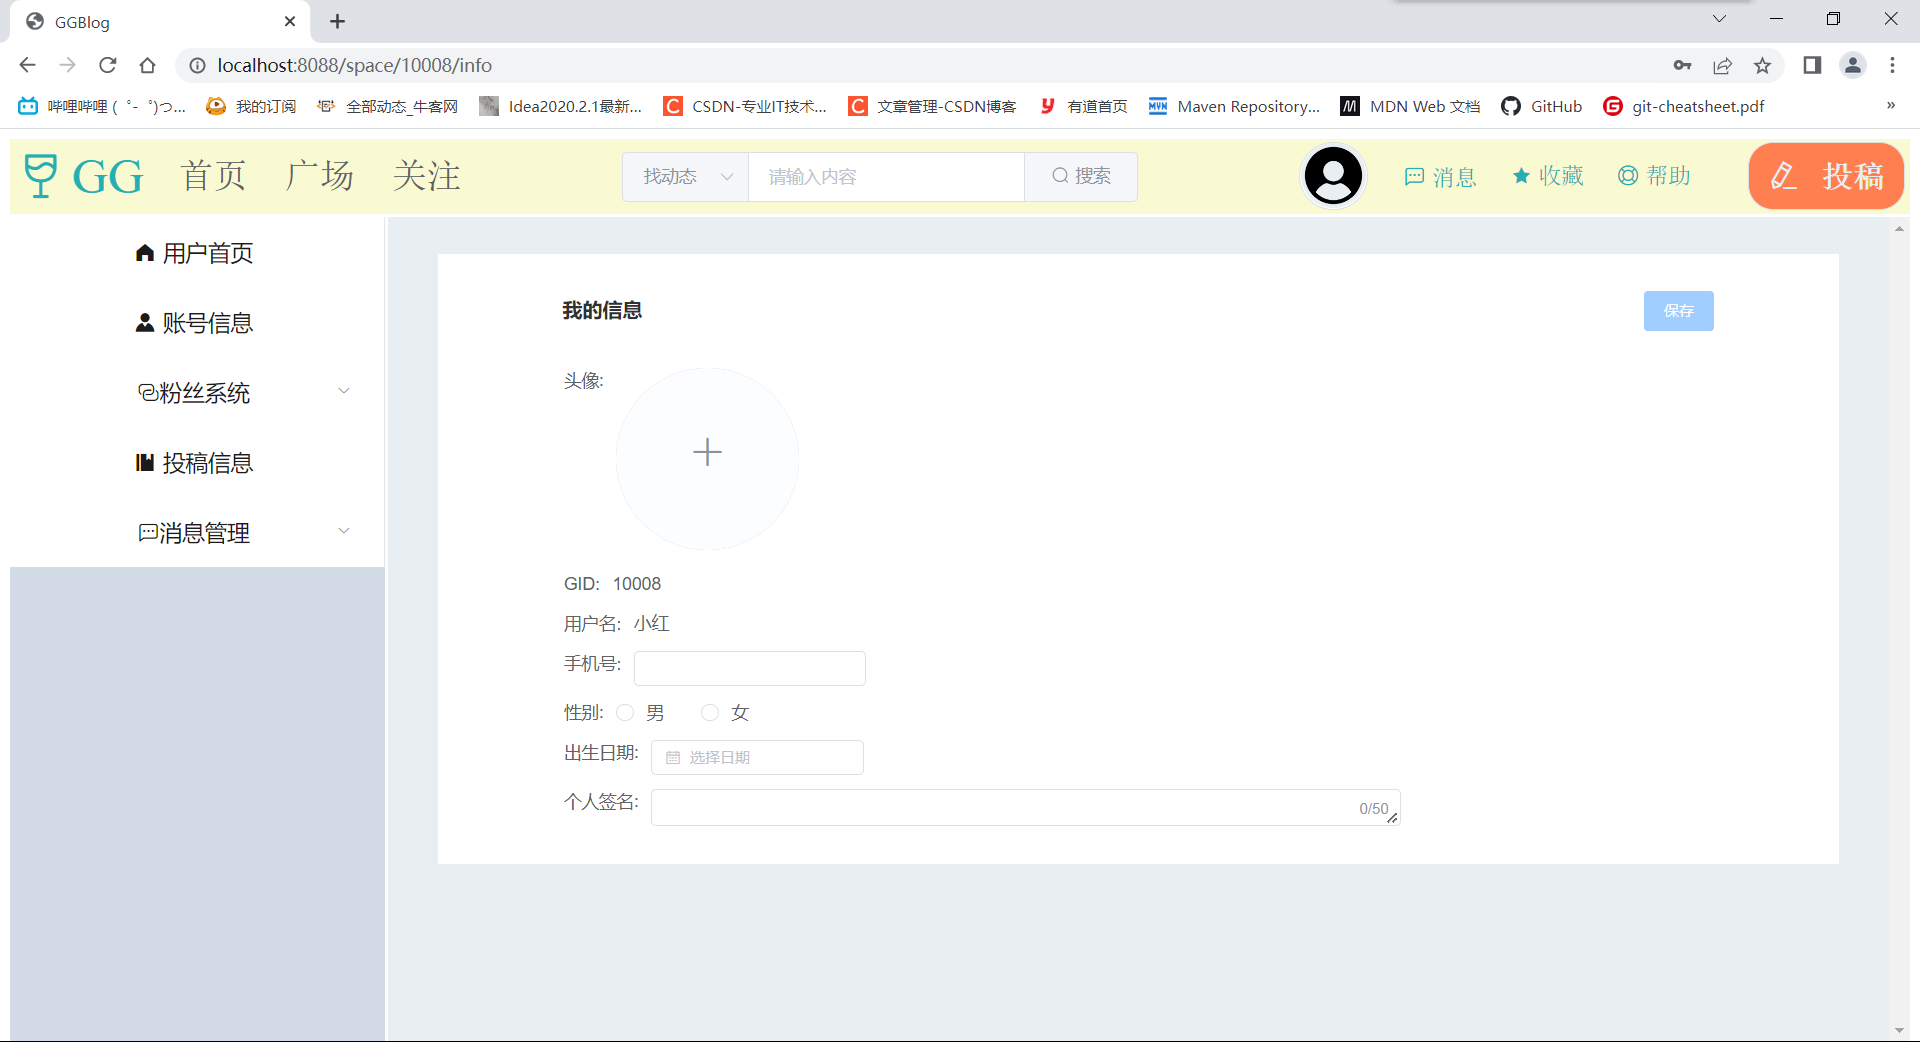 GGBlog
localhost:8088/space/10008/info
哔哩哔哩 (゜-゜)つ...
我的订阅
全部动态_牛客网
Idea2020.2.1最新...
CSDN-专业IT技术...
文章管理-CSDN博客
有道首页
Maven Repository...
MDN Web 文档
GitHub
git-cheatsheet.pdf
»
GG
首页
广场
关注
找动态
请输入内容
搜索
消息
收藏
帮助
投稿
用户首页
账号信息
粉丝系统
投稿信息
消息管理
我的信息
保存
头像:
GID: 10008
用户名: 小红
手机号:
性别: 男 女
出生日期: 选择日期
个人签名: 0/50